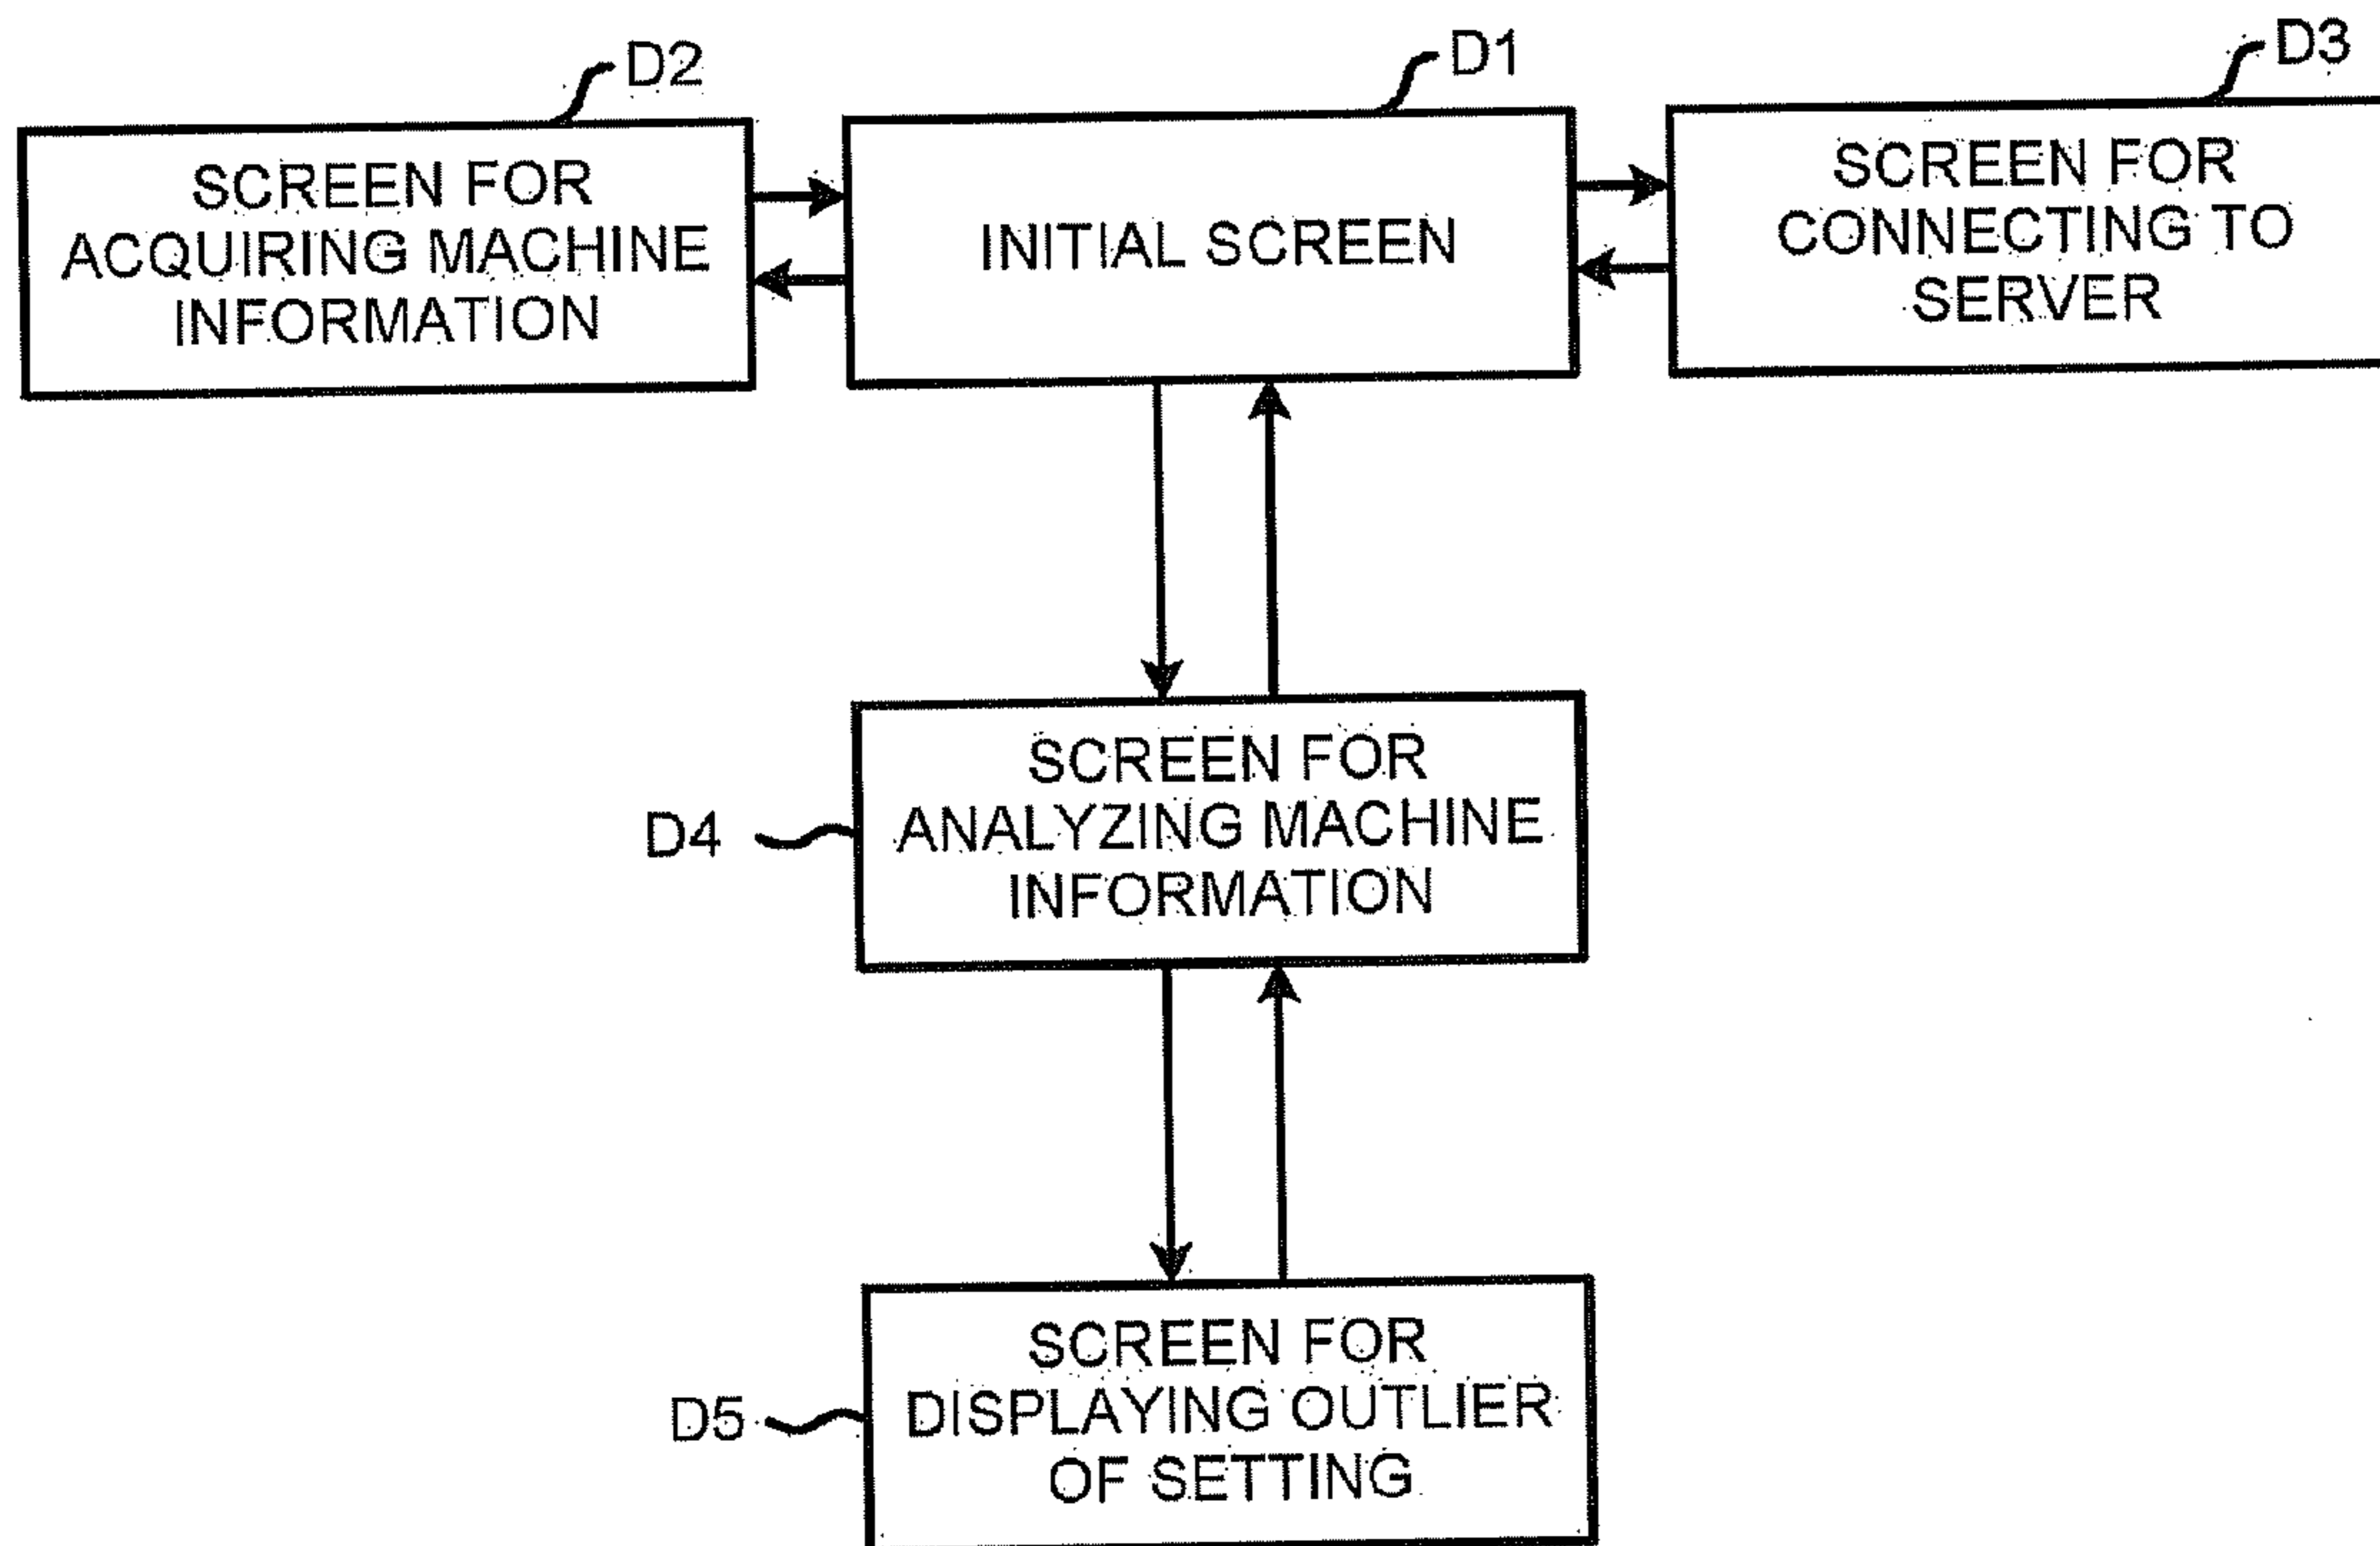 D2
D1
D3
SCREEN FOR
ACQUIRING MACHINE
INFORMATION
INITIAL SCREEN
SCREEN FOR
CONNECTING TO
SERVER
D4
SCREEN FOR
ANALYZING MACHINE
INFORMATION
D5
SCREEN FOR
DISPLAYING OUTLIER
OF SETTING